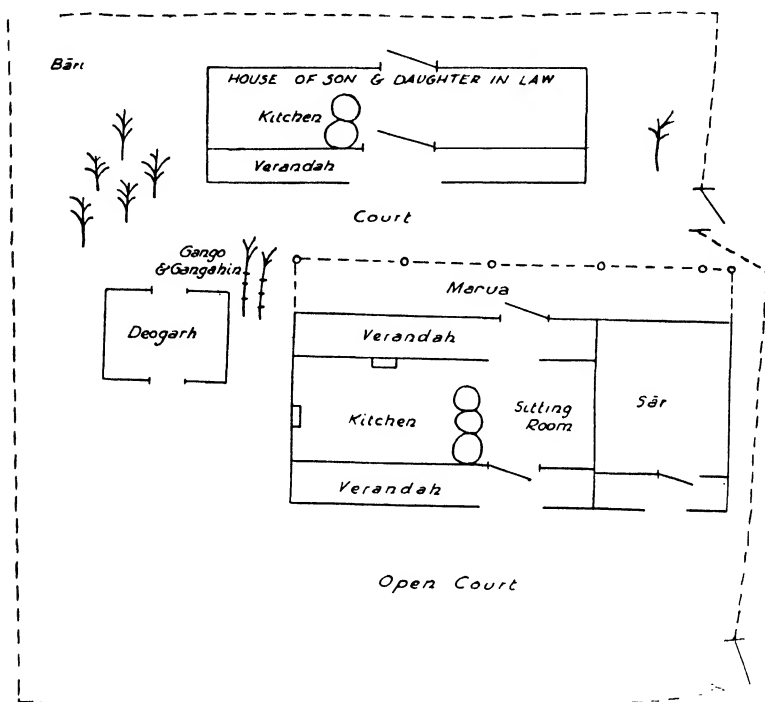 Bāri
HOUSE OF SON & DAUGHTER IN LAW
Kitchen
Verandah
Court
Gango
& Gangahin
Marua
Deogarh
Verandah
Kitchen
Sitting
Room
Sār
Verandah
Open Court